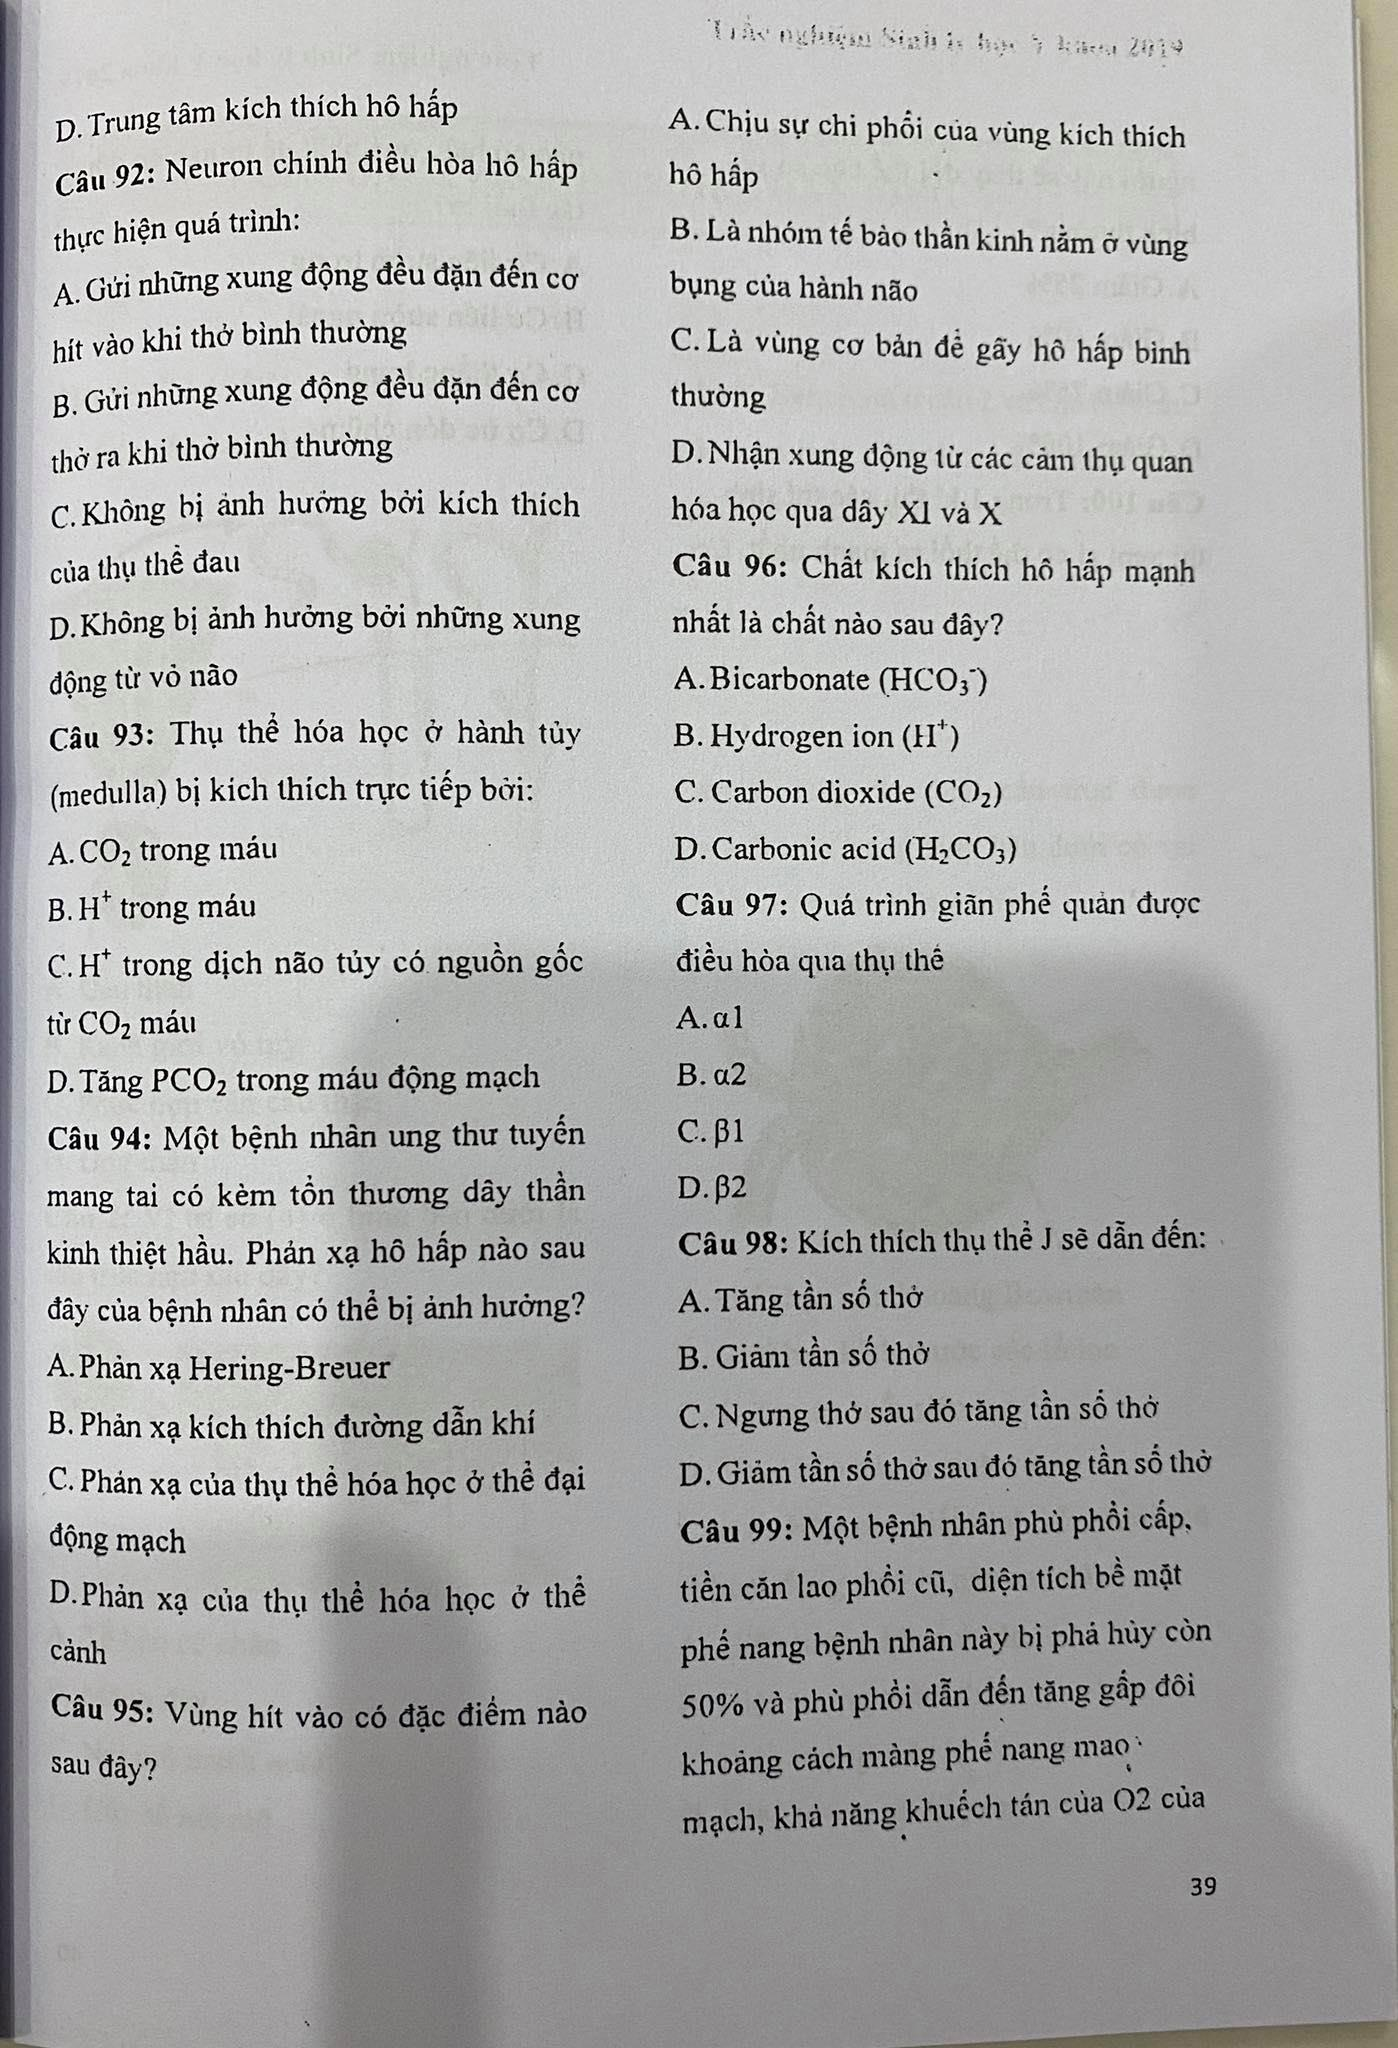 Trắc nghiệm Sinh lý học Y khoa 2019
D. Trung tâm kích thích hô hấp
Câu 92: Neuron chính điều hòa hô hấp
thực hiện quá trình:
A. Gửi những xung động đều đặn đến cơ
hít vào khi thở bình thường
B. Gửi những xung động đều đặn đến cơ
thở ra khi thở bình thường
C. Không bị ảnh hưởng bởi kích thích
của thụ thể đau
D. Không bị ảnh hưởng bởi những xung
động từ vỏ não
Câu 93: Thụ thể hóa học ở hành tủy
(medulla) bị kích thích trực tiếp bởi:
A. CO₂ trong máu
B. H⁺ trong máu
C. H⁺ trong dịch não tủy có nguồn gốc
từ CO₂ máu
D. Tăng PCO₂ trong máu động mạch
Câu 94: Một bệnh nhân ung thư tuyến
mang tai có kèm tổn thương dây thần
kinh thiệt hầu. Phản xạ hô hấp nào sau
đây của bệnh nhân có thể bị ảnh hưởng?
A. Phản xạ Hering-Breuer
B. Phản xạ kích thích đường dẫn khí
C. Phản xạ của thụ thể hóa học ở thể đại
động mạch
D. Phản xạ của thụ thể hóa học ở thể
cảnh
Câu 95: Vùng hít vào có đặc điểm nào
sau đây?
A. Chịu sự chi phối của vùng kích thích
hô hấp
B. Là nhóm tế bào thần kinh nằm ở vùng
bụng của hành não
C. Là vùng cơ bản để gãy hô hấp bình
thường
D. Nhận xung động từ các cảm thụ quan
hóa học qua dây XI và X
Câu 96: Chất kích thích hô hấp mạnh
nhất là chất nào sau đây?
A. Bicarbonate (HCO₃⁻)
B. Hydrogen ion (H⁺)
C. Carbon dioxide (CO₂)
D. Carbonic acid (H₂CO₃)
Câu 97: Quá trình giãn phế quản được
điều hòa qua thụ thể
A. α1
B. α2
C. β1
D. β2
Câu 98: Kích thích thụ thể J sẽ dẫn đến:
A. Tăng tần số thở
B. Giảm tần số thở
C. Ngưng thở sau đó tăng tần số thở
D. Giảm tần số thở sau đó tăng tần số thở
Câu 99: Một bệnh nhân phù phổi cấp,
tiền căn lao phổi cũ, diện tích bề mặt
phế nang bệnh nhân này bị phá hủy còn
50% và phù phổi dẫn đến tăng gấp đôi
khoảng cách màng phế nang mao
mạch, khả năng khuếch tán của O2 của
39